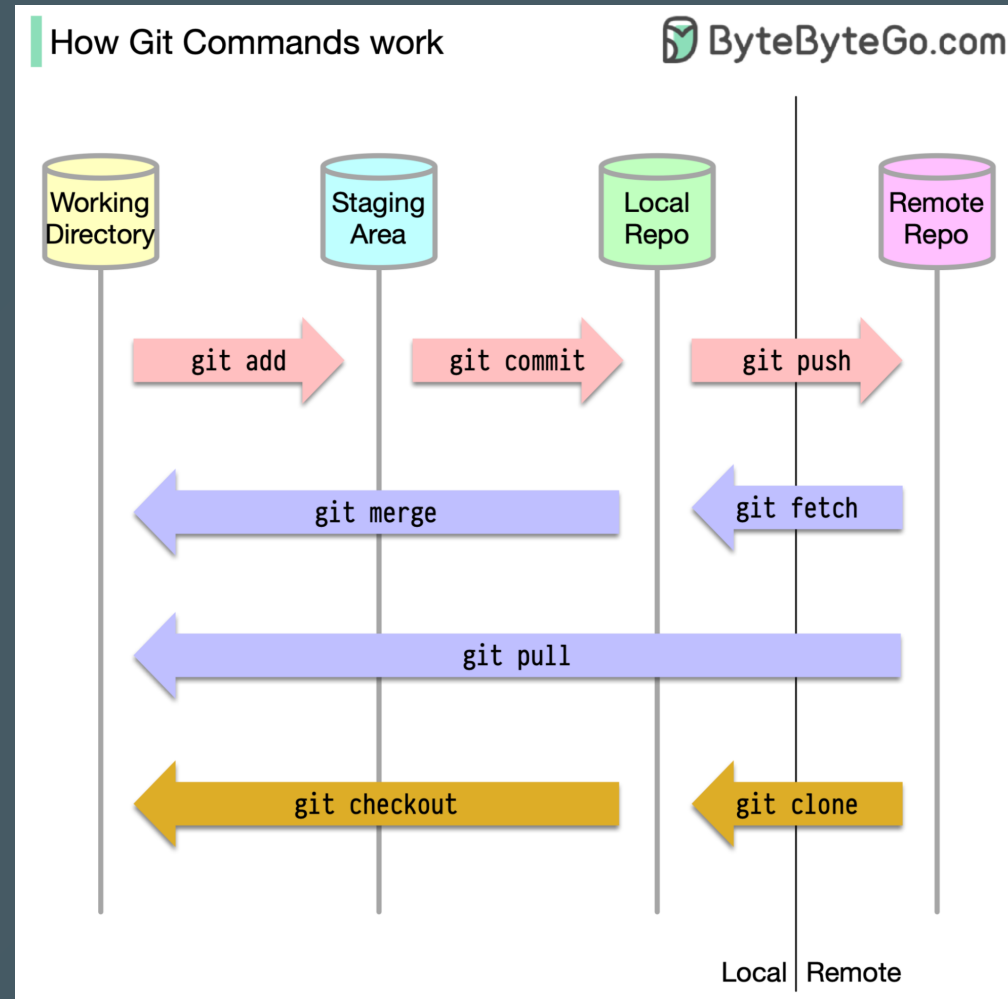 How Git Commands work
ByteByteGo.com
Working
Directory
Staging
Area
Local
Repo
Remote
Repo
git add
git commit
git push
git merge
git fetch
git pull
git checkout
git clone
Local
Remote